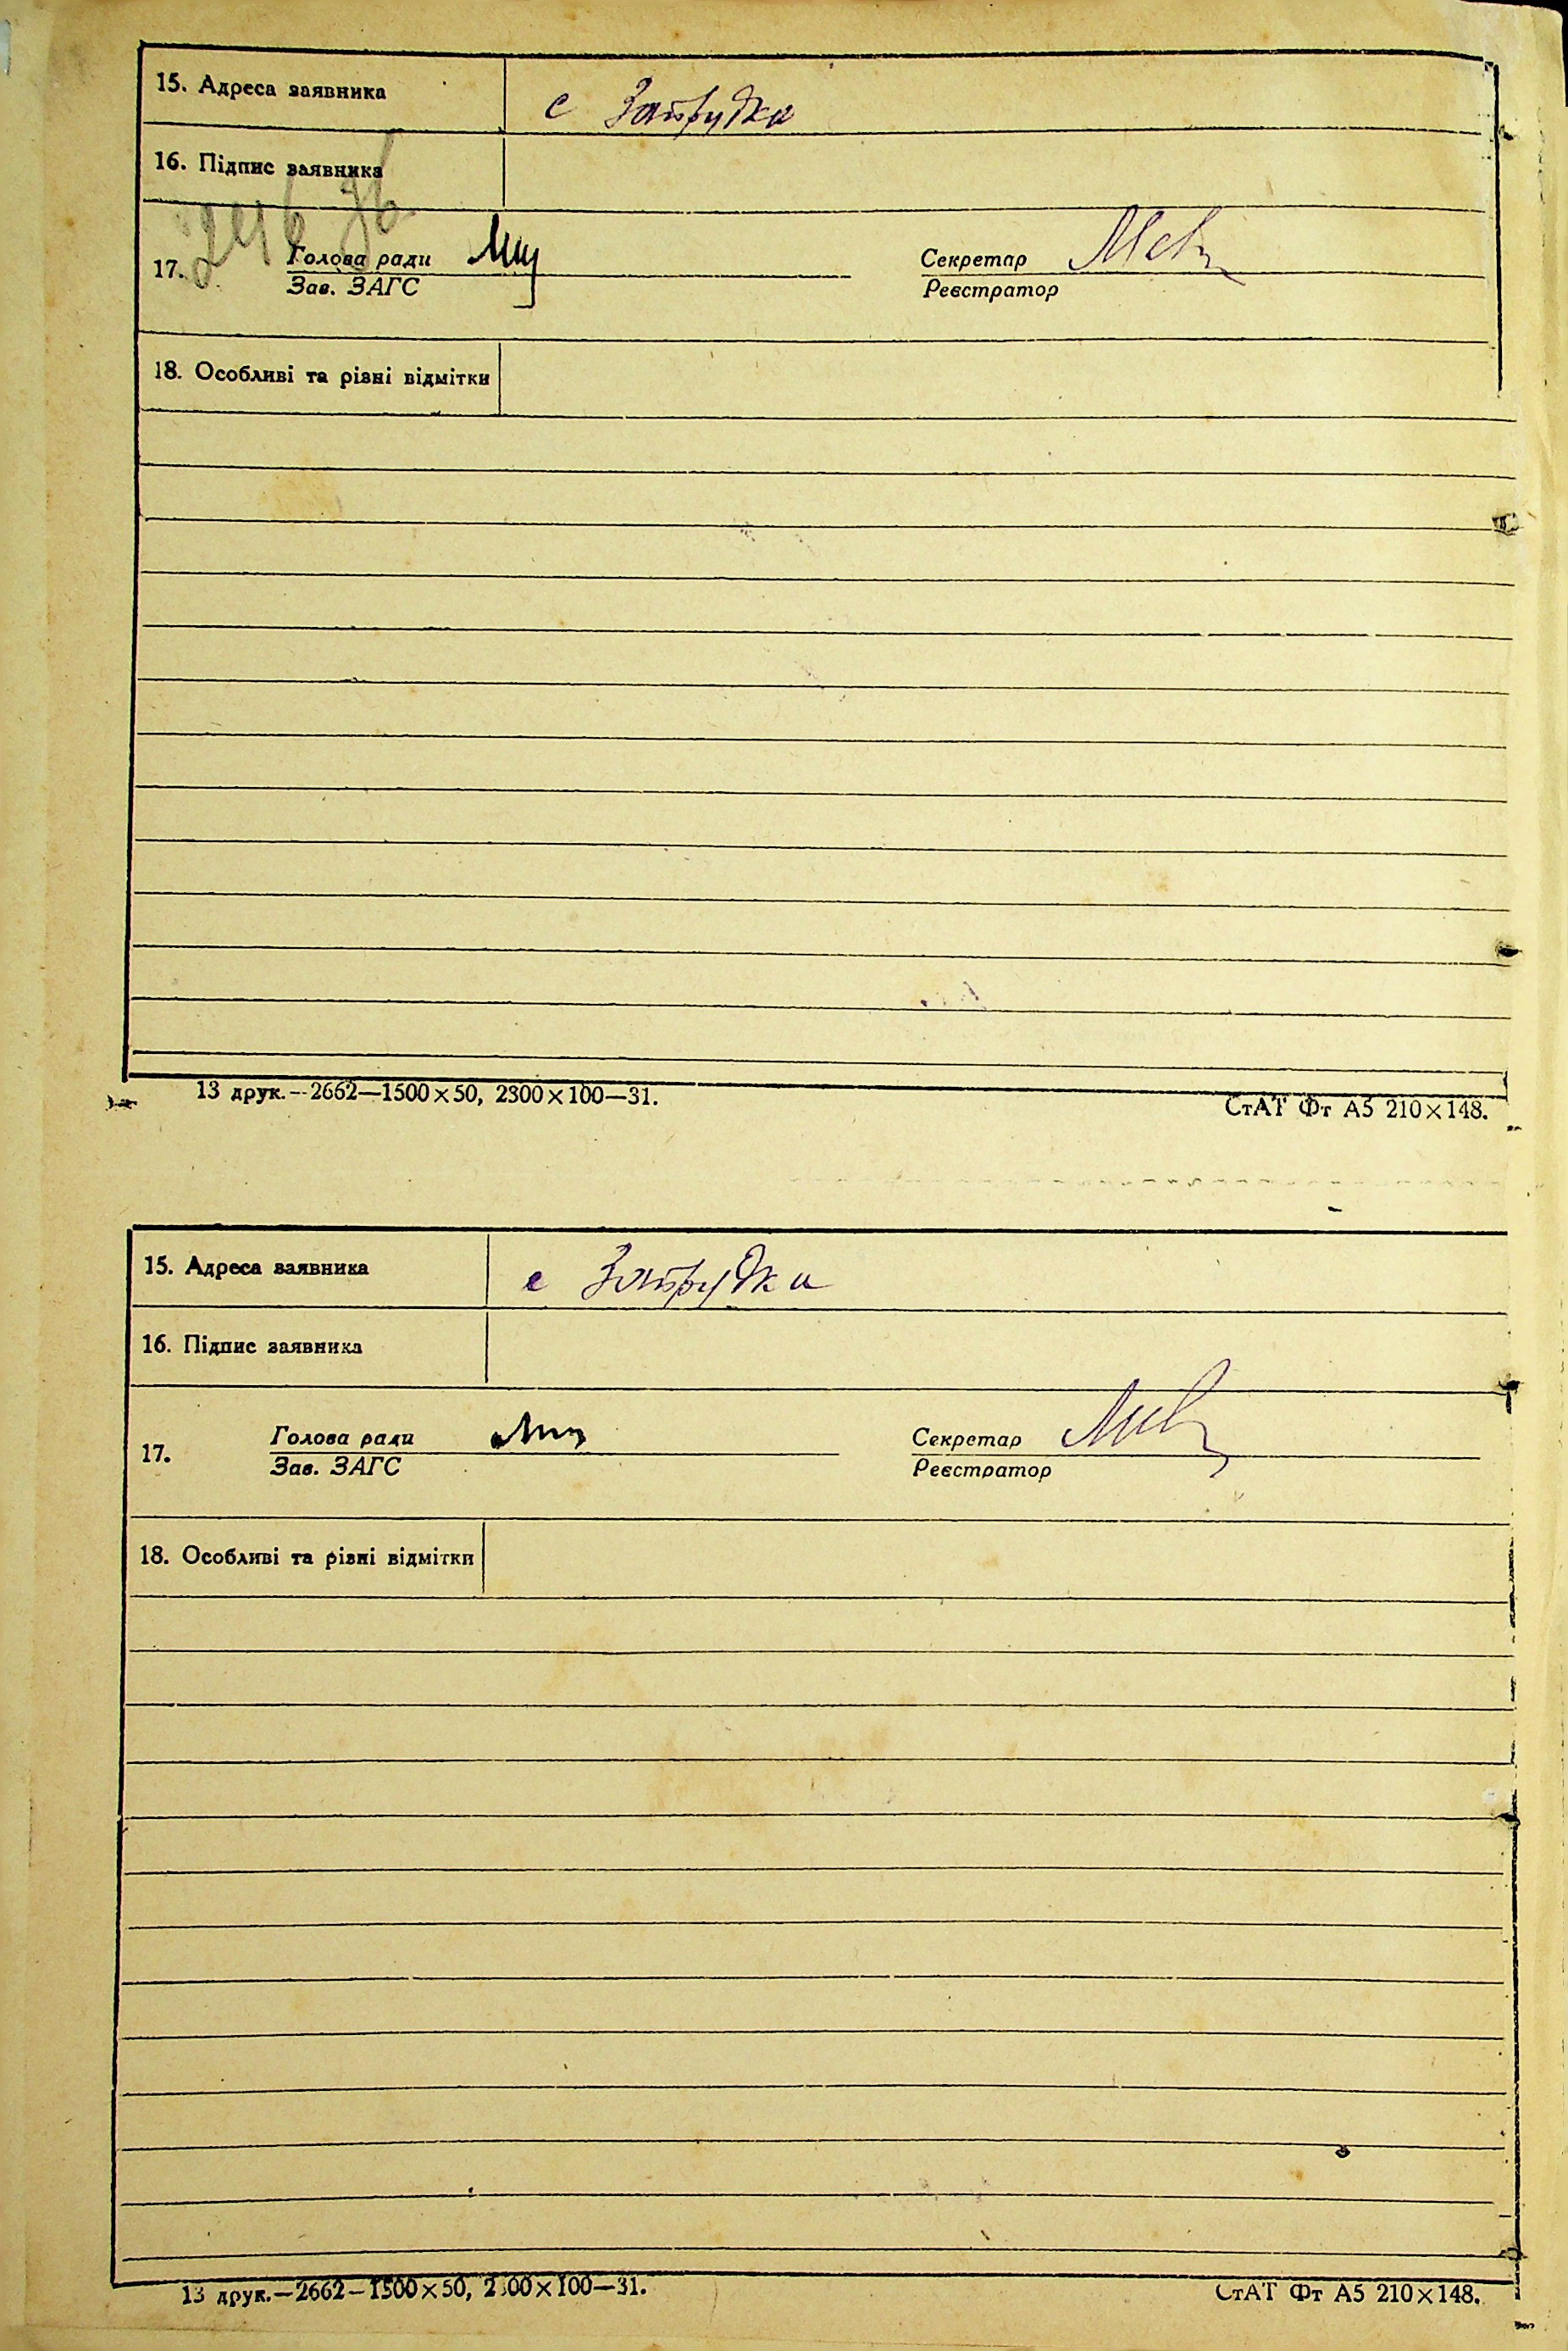 15. Адреса заявника с Запрудка
16. Підпис заявника
17. Голова ради Секретар
Зав. ЗАГС Реєстратор
18. Особливі та різні відмітки
13 друк.—2662—1500×50, 2300×100—31. СтАТ Фт А5 210×148.
15. Адреса заявника с Запрудка
16. Підпис заявника
17. Голова ради Секретар
Зав. ЗАГС Реєстратор
18. Особливі та різні відмітки
13 друк.—2662—1500×50, 2300×100—31. СтАТ Фт А5 210×148.